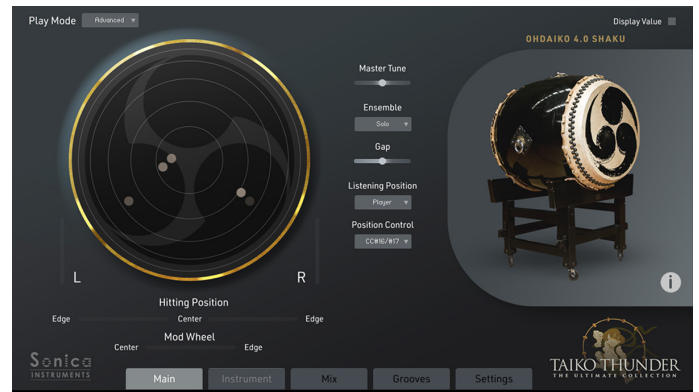 Play Mode
Advanced
Display Value
OHDAIKO 4.0 SHAKU
Master Tune
Ensemble
Solo
Gap
Listening Position
Player
Position Control
CC#16/#17
L
R
i
Hitting Position
Edge
Center
Edge
Mod Wheel
Center
Edge
Sonica
INSTRUMENTS
TAIKO THUNDER
THE ULTIMATE COLLECTION
Main
Instrument
Mix
Grooves
Settings